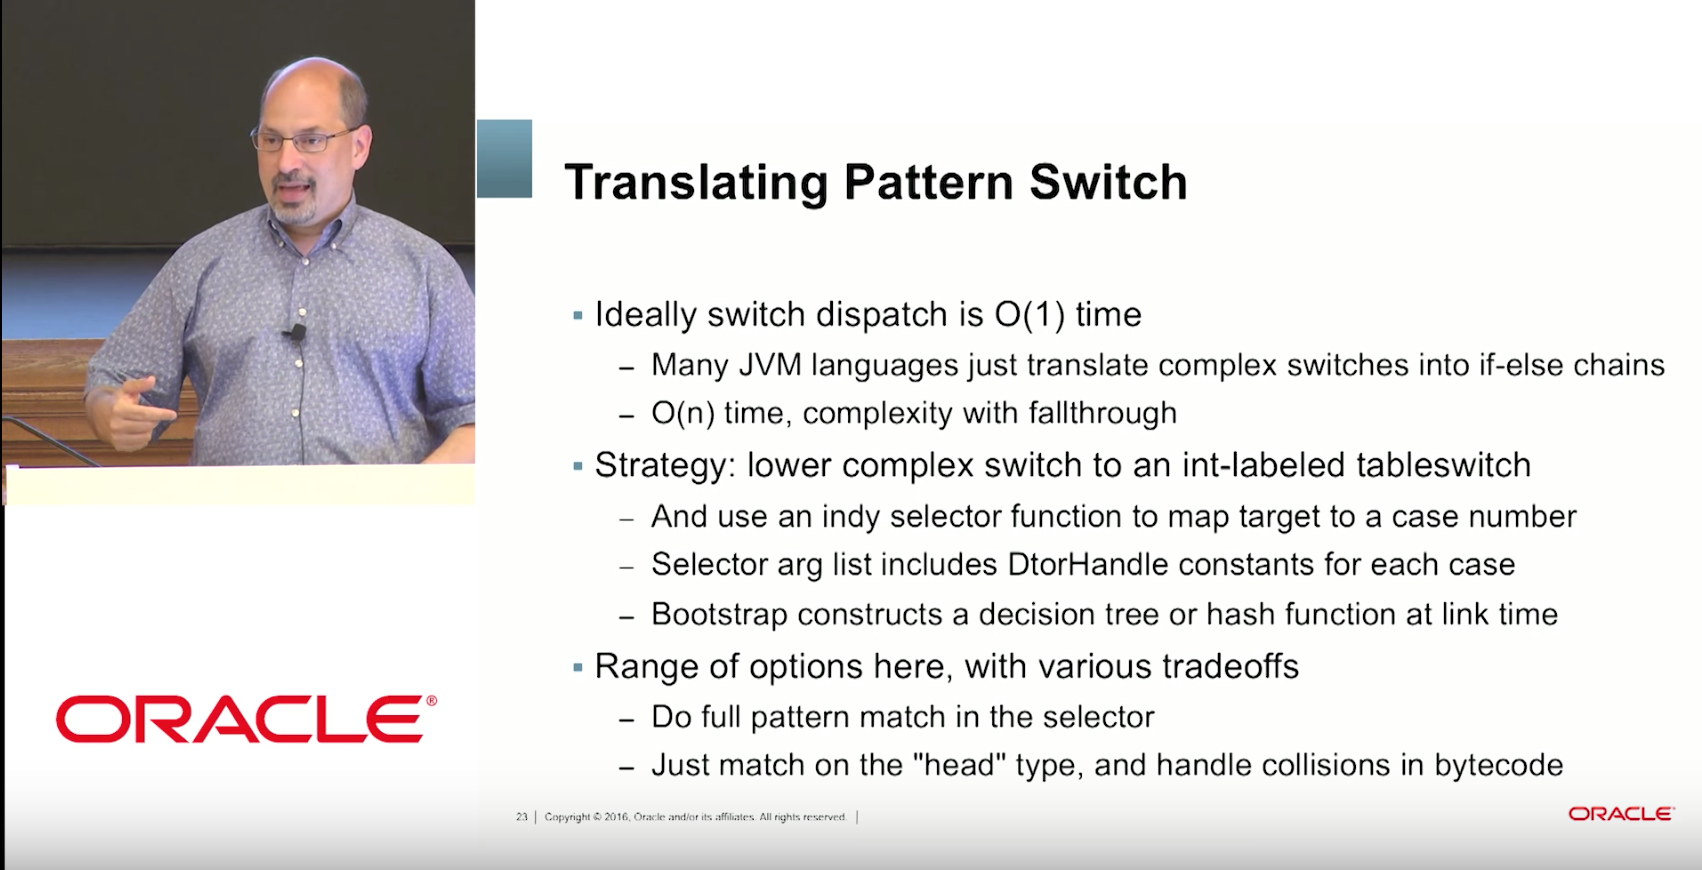 Translating Pattern Switch
▪ Ideally switch dispatch is O(1) time
– Many JVM languages just translate complex switches into if-else chains
– O(n) time, complexity with fallthrough
▪ Strategy: lower complex switch to an int-labeled tableswitch
– And use an indy selector function to map target to a case number
– Selector arg list includes DtorHandle constants for each case
– Bootstrap constructs a decision tree or hash function at link time
▪ Range of options here, with various tradeoffs
– Do full pattern match in the selector
– Just match on the "head" type, and handle collisions in bytecode
ORACLE®
23 | Copyright © 2016, Oracle and/or its affiliates. All rights reserved. |
ORACLE®